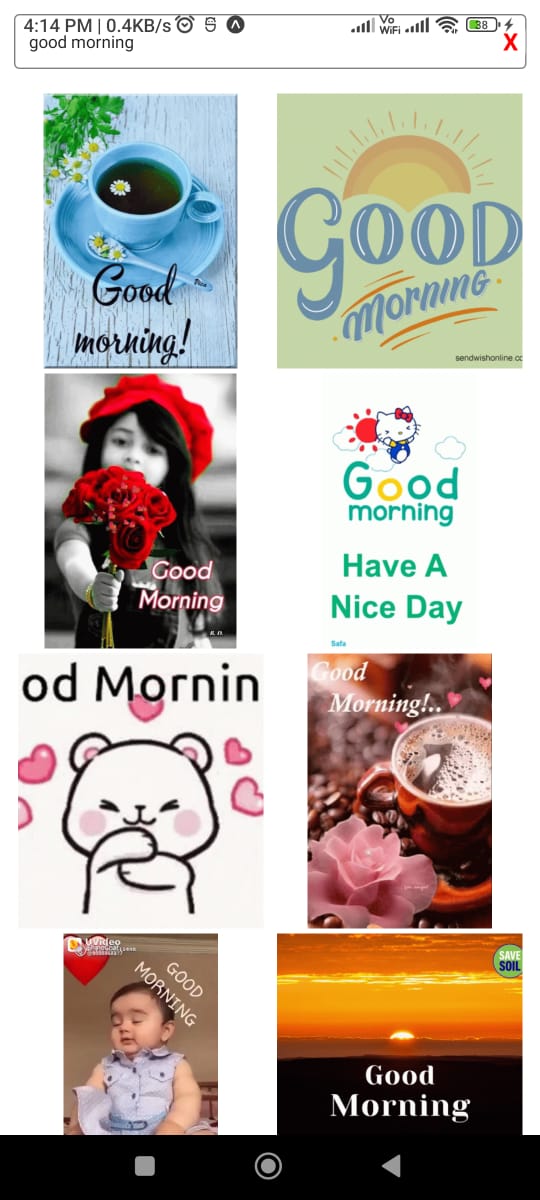 4:14 PM | 0.4KB/s
Vo
WiFi
38
good morning
X
Good
morning!
GOOD
morning
sendwishonline.co
Good
Morning
R. D.
Good
morning
Have A
Nice Day
Safa
od Mornin
Good
Morning!..
UVideo
GOOD
MORNING
SAVE
SOIL
Good
Morning